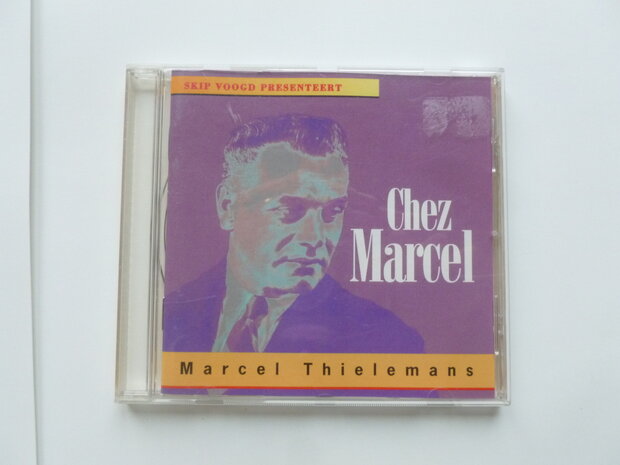 SKIP VOOGD PRESENTEERT
Chez
Marcel
Marcel Thielemans